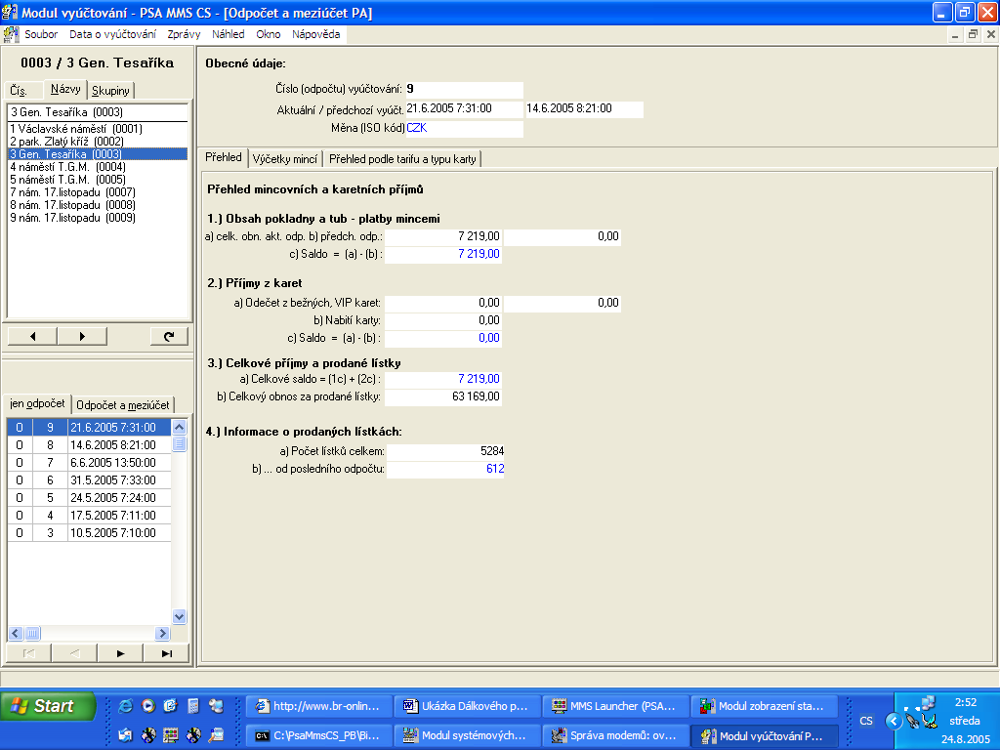 Modul vyúčtování - PSA MMS CS - [Odpočet a meziúčet PA]
Soubor Data o vyúčtování Zprávy Náhled Okno Nápověda
0003 / 3 Gen. Tesaříka
Čís. Názvy Skupiny
3 Gen. Tesaříka (0003)
1 Václavské náměstí (0001)
2 park. Zlatý kříž (0002)
3 Gen. Tesaříka (0003)
4 náměstí T.G.M. (0004)
5 náměstí T.G.M. (0005)
7 nám. 17.listopadu (0007)
8 nám. 17.listopadu (0008)
9 nám. 17.listopadu (0009)
jen odpočet Odpočet a meziúčet
O 9 21.6.2005 7:31:00
O 8 14.6.2005 8:21:00
O 7 6.6.2005 13:50:00
O 6 31.5.2005 7:33:00
O 5 24.5.2005 7:24:00
O 4 17.5.2005 7:11:00
O 3 10.5.2005 7:10:00
Obecné údaje:
Číslo (odpočtu) vyúčtování: 9
Aktuální / předchozí vyúčt. 21.6.2005 7:31:00 14.6.2005 8:21:00
Měna (ISO kód) CZK
Přehled Výčetky mincí Přehled podle tarifu a typu karty
Přehled mincovních a karetních příjmů
1.) Obsah pokladny a tub - platby mincemi
a) celk. obn. akt. odp. b) předch. odp.: 7 219,00 0,00
c) Saldo = (a) - (b) : 7 219,00
2.) Příjmy z karet
a) Odečet z bežných, VIP karet: 0,00 0,00
b) Nabití karty: 0,00
c) Saldo = (a) - (b) : 0,00
3.) Celkové příjmy a prodané lístky
a) Celkové saldo = (1c) + (2c) : 7 219,00
b) Celkový obnos za prodané lístky: 63 169,00
4.) Informace o prodaných lístkách:
a) Počet lístků celkem: 5284
b) ... od posledního odpočtu: 612
Start
http://www.br-onlin... Ukázka Dálkového p... MMS Launcher (PSA... Modul zobrazení sta...
C:\PsaMmsCS_PB\Bi... Modul systémových... Správa modemů: ov... Modul vyúčtování P...
CS
2:52
středa
24.8.2005